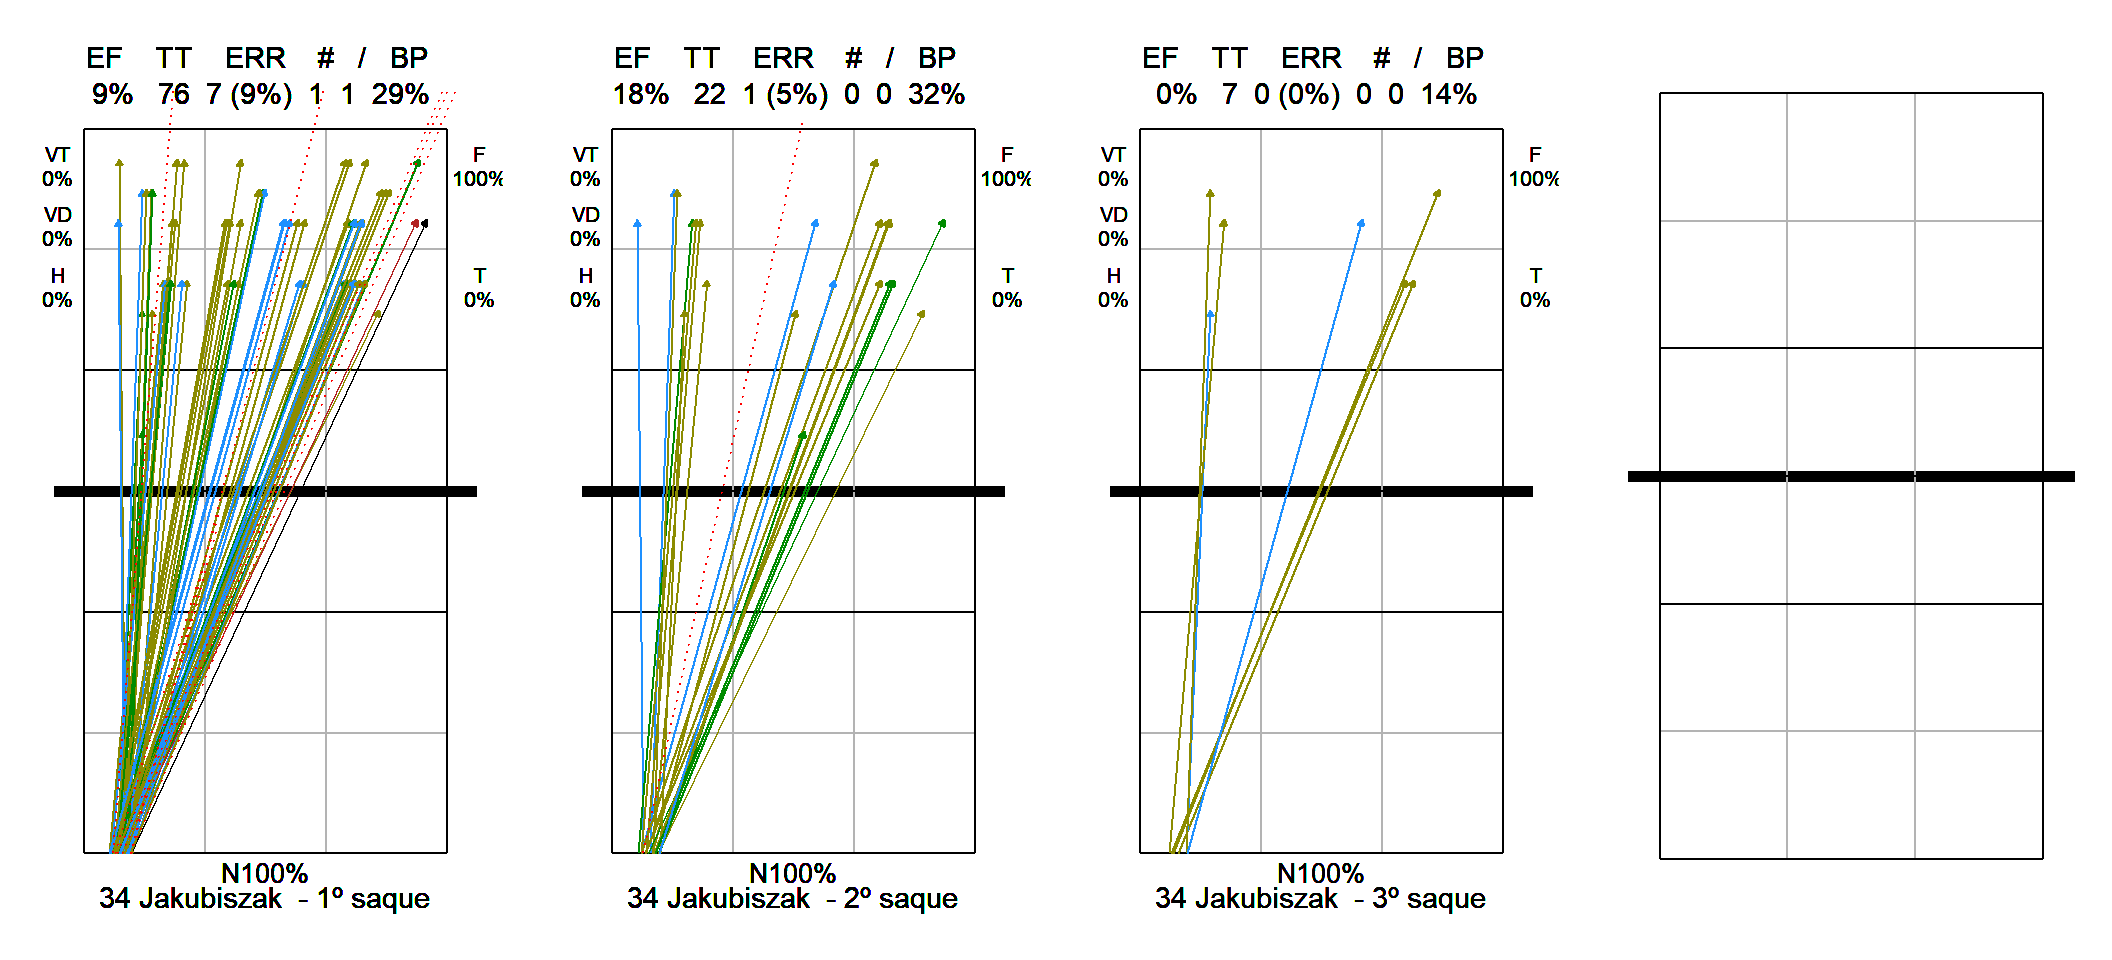 EF TT ERR # / BP
9% 76 7 (9%) 1 1 29%
VT
0%
VD
0%
H
0%
F
100%
T
0%
N100%
34 Jakubiszak - 1º saque
EF TT ERR # / BP
18% 22 1 (5%) 0 0 32%
VT
0%
VD
0%
H
0%
F
100%
T
0%
N100%
34 Jakubiszak - 2º saque
EF TT ERR # / BP
0% 7 0 (0%) 0 0 14%
VT
0%
VD
0%
H
0%
F
100%
T
0%
N100%
34 Jakubiszak - 3º saque